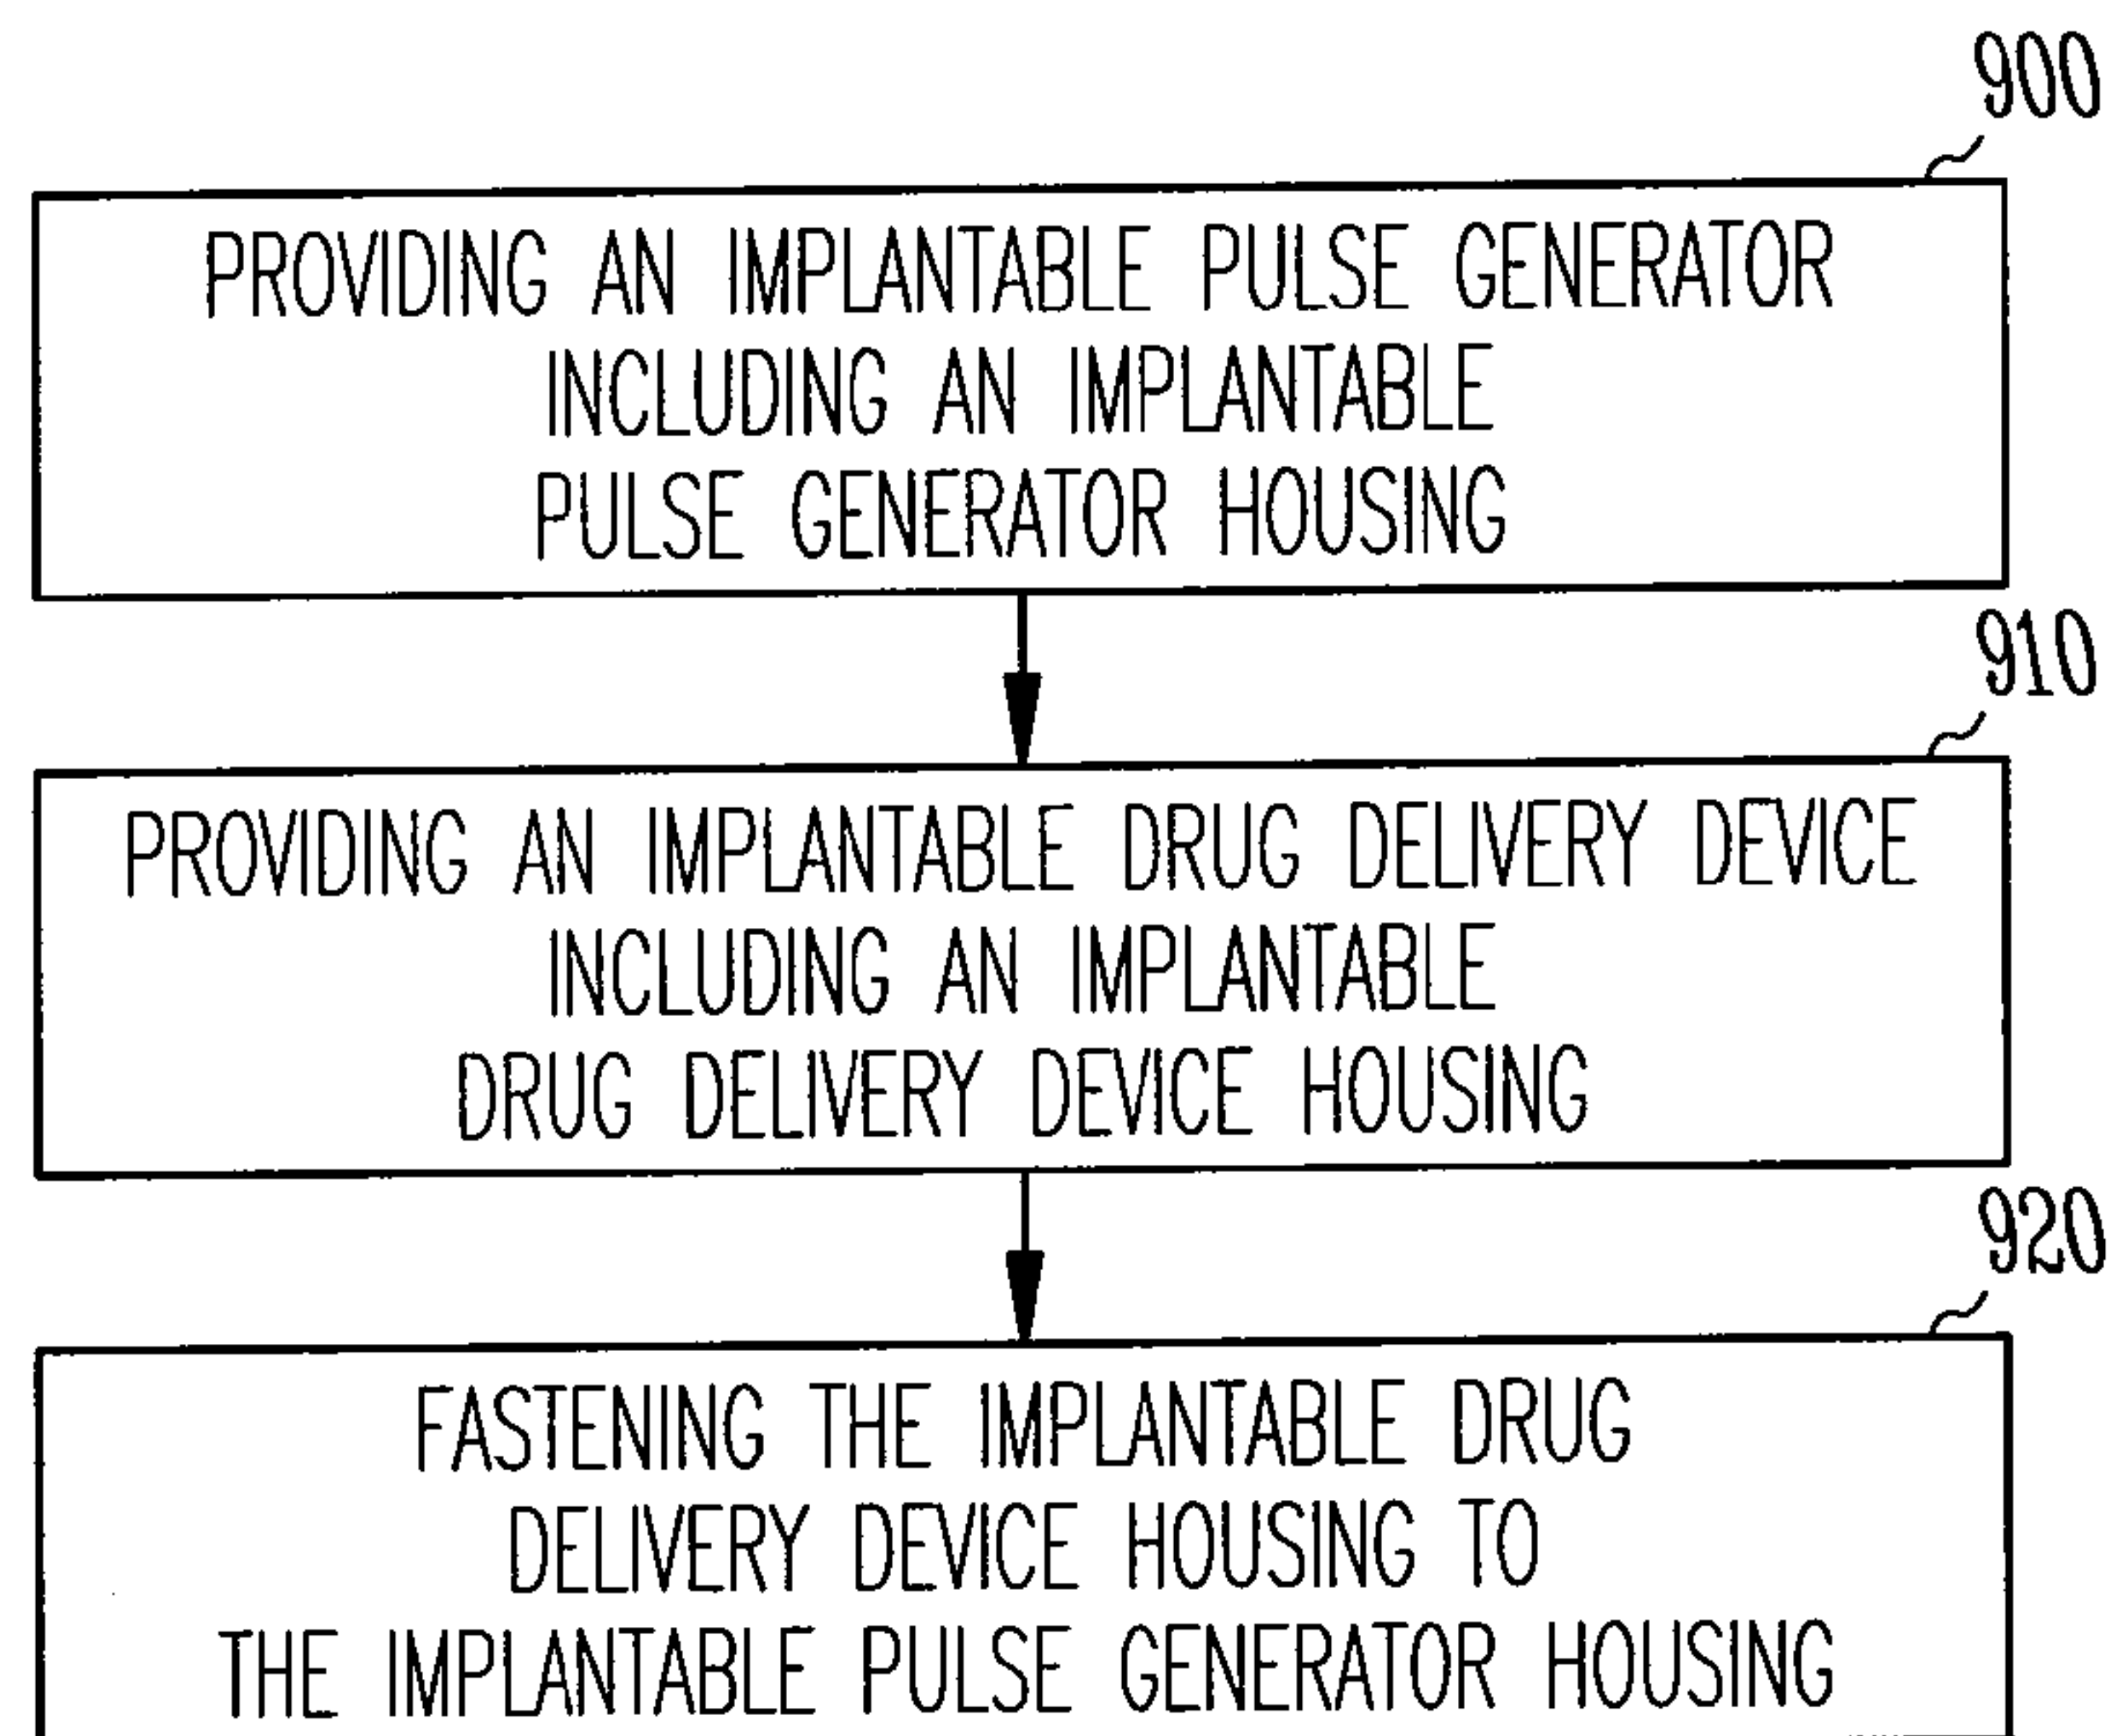 900
PROVIDING AN IMPLANTABLE PULSE GENERATOR
INCLUDING AN IMPLANTABLE
PULSE GENERATOR HOUSING
910
PROVIDING AN IMPLANTABLE DRUG DELIVERY DEVICE
INCLUDING AN IMPLANTABLE
DRUG DELIVERY DEVICE HOUSING
920
FASTENING THE IMPLANTABLE DRUG
DELIVERY DEVICE HOUSING TO
THE IMPLANTABLE PULSE GENERATOR HOUSING